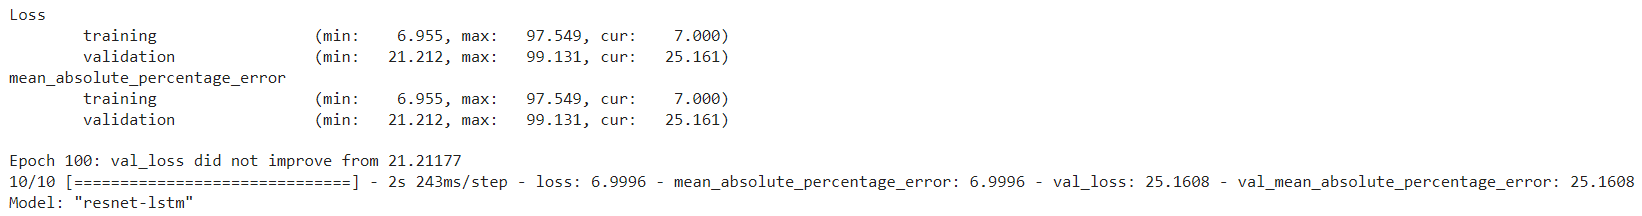 Loss
	training         	 (min:    6.955, max:   97.549, cur:    7.000)
	validation       	 (min:   21.212, max:   99.131, cur:   25.161)
mean_absolute_percentage_error
	training         	 (min:    6.955, max:   97.549, cur:    7.000)
	validation       	 (min:   21.212, max:   99.131, cur:   25.161)
Epoch 100: val_loss did not improve from 21.21177
10/10 [==============================] - 2s 243ms/step - loss: 6.9996 - mean_absolute_percentage_error: 6.9996 - val_loss: 25.1608 - val_mean_absolute_percentage_error: 25.1608
Model: "resnet-lstm"